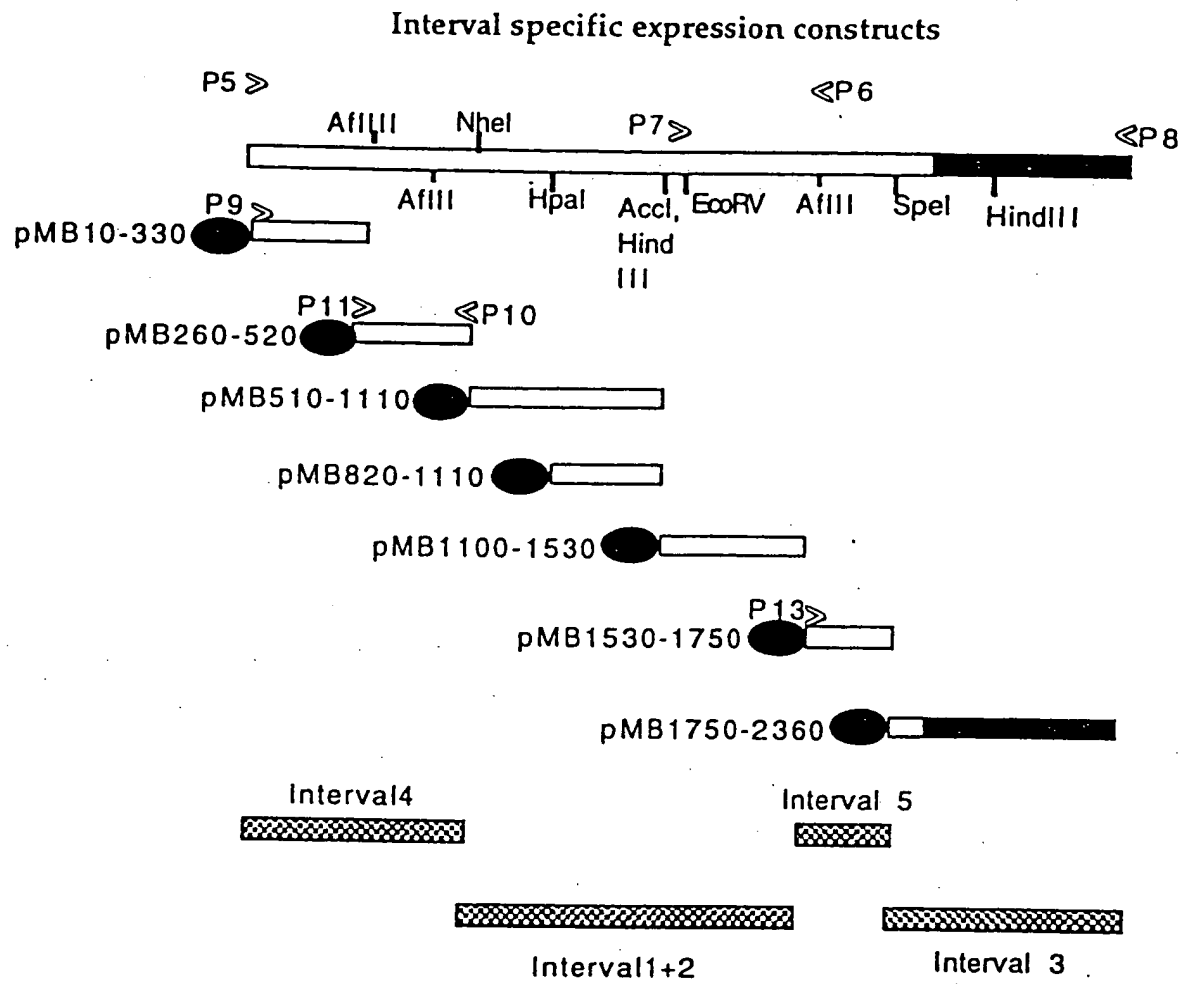 Interval specific expression constructs
P5
P6
AflIII
NheI
P7
P8
AflII
HpaI
AccI,
Hind
III
EcoRV
AflII
SpeI
HindIII
P9
pMB10-330
P11
P10
pMB260-520
pMB510-1110
pMB820-1110
pMB1100-1530
P13
pMB1530-1750
pMB1750-2360
Interval4
Interval 5
Interval1+2
Interval 3